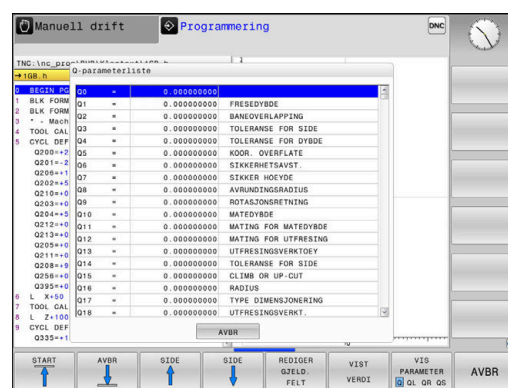 Manuell drift
Programmering
DNC
TNC:\nc_pro
→1GB.h
Q-parameterliste
0 BEGIN PG
1 BLK FORM
2 BLK FORM
3 * - Mach
4 TOOL CAL
5 CYCL DEF
Q200=+2
Q201=-2
Q206=+1
Q202=+5
Q210=+0
Q203=+0
Q204=+5
Q212=+0
Q213=+0
Q205=+0
Q211=+0
Q208=+9
Q256=+0
Q395=+0
6 L X+50
7 TOOL CAL
8 L Z+100
9 CYCL DEF
Q335=+1
Q0 = 0.000000000
Q1 = 0.000000000 FRESEDYBDE
Q2 = 0.000000000 BANEOVERLAPPING
Q3 = 0.000000000 TOLERANSE FOR SIDE
Q4 = 0.000000000 TOLERANSE FOR DYBDE
Q5 = 0.000000000 KOOR. OVERFLATE
Q6 = 0.000000000 SIKKERHETSAVST.
Q7 = 0.000000000 SIKKER HOEYDE
Q8 = 0.000000000 AVRUNDINGSRADIUS
Q9 = 0.000000000 ROTASJONSRETNING
Q10 = 0.000000000 MATEDYBDE
Q11 = 0.000000000 MATING FOR MATEDYBDE
Q12 = 0.000000000 MATING FOR UTFRESING
Q13 = 0.000000000 UTFRESINGSVERKTOEY
Q14 = 0.000000000 TOLERANSE FOR SIDE
Q15 = 0.000000000 CLIMB OR UP-CUT
Q16 = 0.000000000 RADIUS
Q17 = 0.000000000 TYPE DIMENSJONERING
Q18 = 0.000000000 UTFRESINGSVERKT.
AVBR
START
AVBR
SIDE
SIDE
REDIGER
GJELD.
FELT
VIST
VERDI
VIS
PARAMETER
Q QL QR QS
AVBR